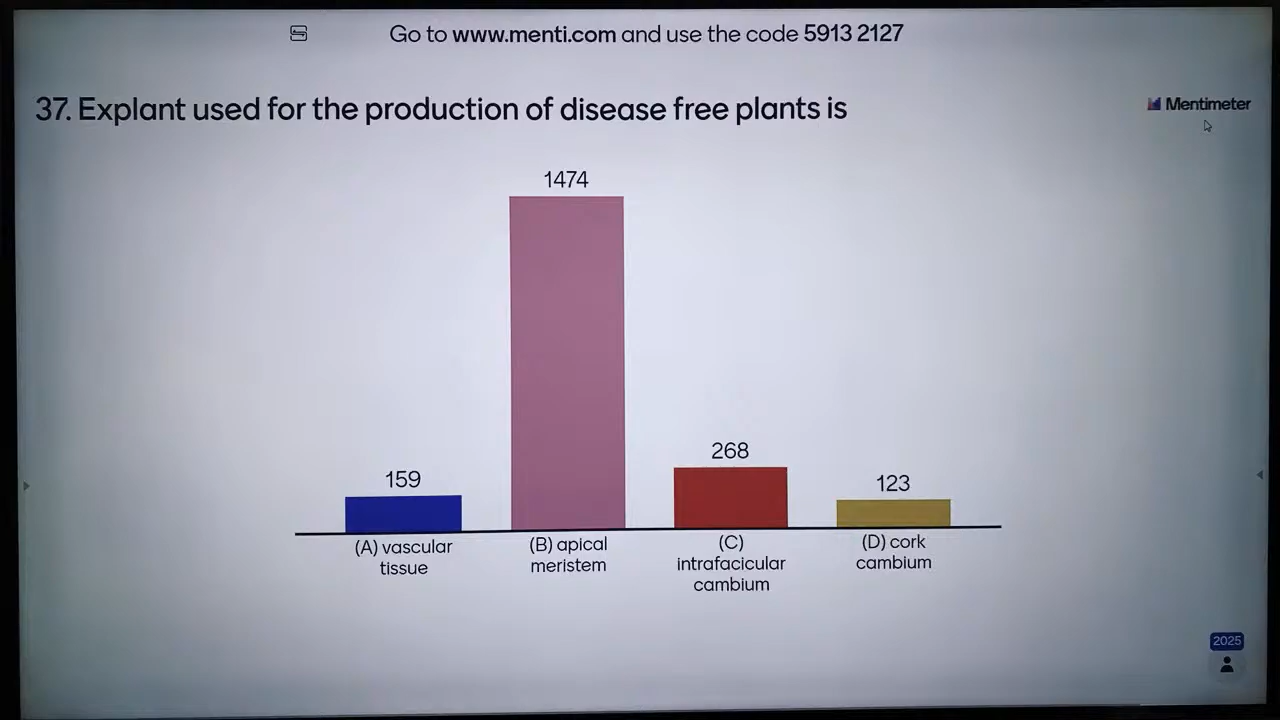 Go to www.menti.com and use the code 5913 2127
37. Explant used for the production of disease free plants is
Mentimeter
1474
159
268
123
(A) vascular
tissue
(B) apical
meristem
(C)
intrafacicular
cambium
(D) cork
cambium
2025